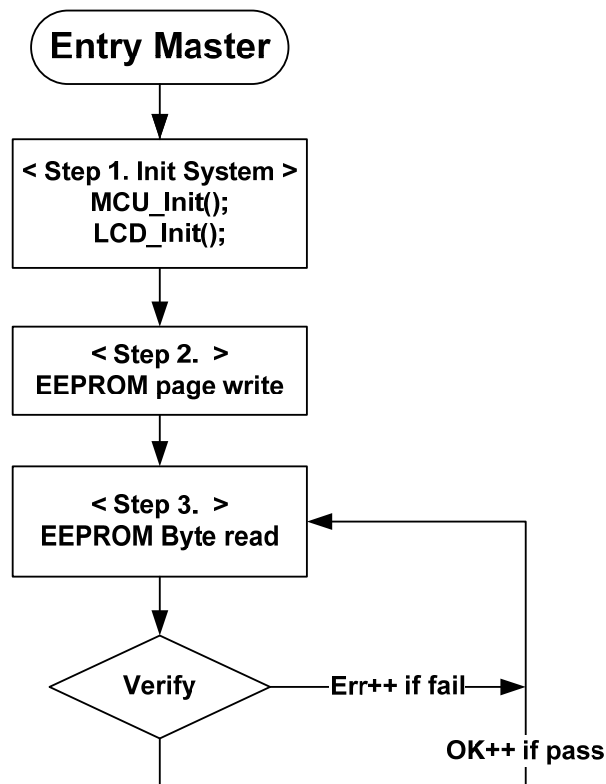 Entry Master
< Step 1. Init System >
MCU_Init();
LCD_Init();
< Step 2.  >
EEPROM page write
< Step 3.  >
EEPROM Byte read
Verify
Err++ if fail
OK++ if pass